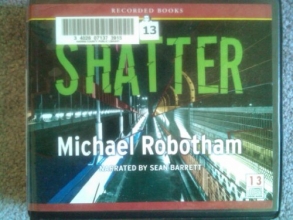 RECORDED BOOKS
13
SHATTER
Michael Robotham
NARRATED BY SEAN BARRETT
13